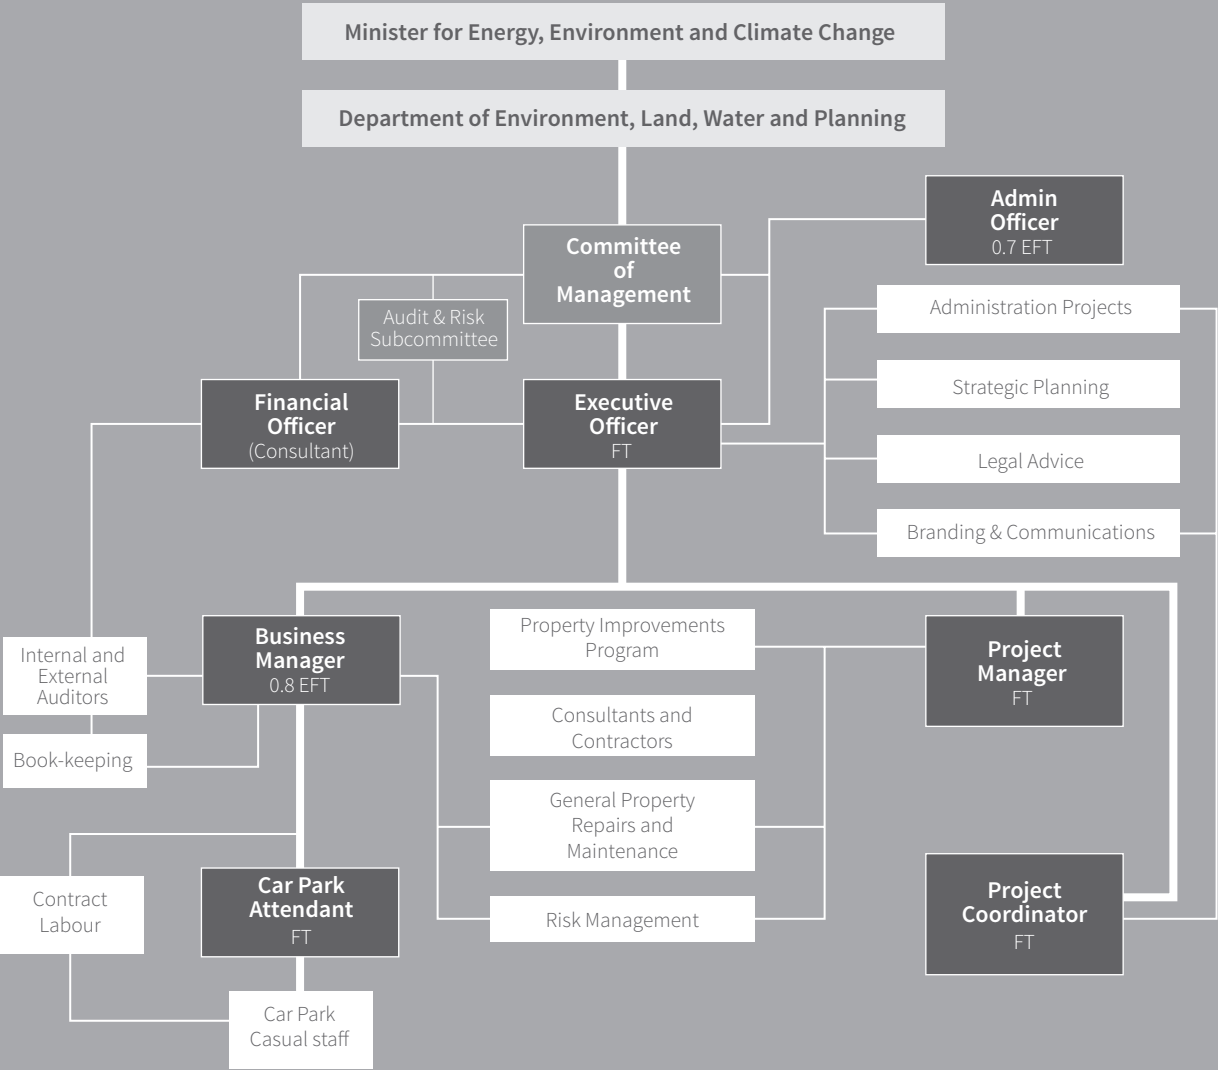 Minister for Energy, Environment and Climate Change
Department of Environment, Land, Water and Planning
Admin
Officer
0.7 EFT
Committee
of
Management
Administration Projects
Audit & Risk
Subcommittee
Strategic Planning
Financial
Officer
(Consultant)
Executive
Officer
FT
Legal Advice
Branding & Communications
Business
Manager
0.8 EFT
Property Improvements
Program
Project
Manager
FT
Internal and
External
Auditors
Consultants and
Contractors
Book-keeping
General Property
Repairs and
Maintenance
Contract
Labour
Car Park
Attendant
FT
Risk Management
Project
Coordinator
FT
Car Park
Casual staff